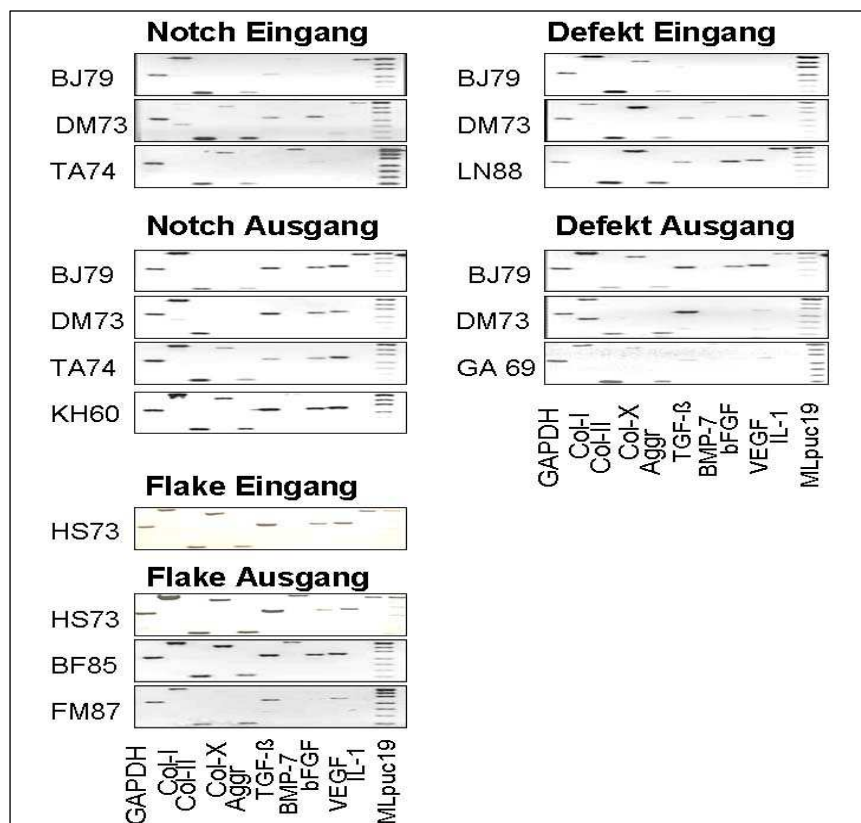 Notch Eingang
BJ79
DM73
TA74
Notch Ausgang
BJ79
DM73
TA74
KH60
Flake Eingang
HS73
Flake Ausgang
HS73
BF85
FM87
GAPDH
Col-I
Col-II
Col-X
Aggr
TGF-ß
BMP-7
bFGF
VEGF
IL-1
MLpuc19
Defekt Eingang
BJ79
DM73
LN88
Defekt Ausgang
BJ79
DM73
GA 69
GAPDH
Col-I
Col-II
Col-X
Aggr
TGF-ß
BMP-7
bFGF
VEGF
IL-1
MLpuc19